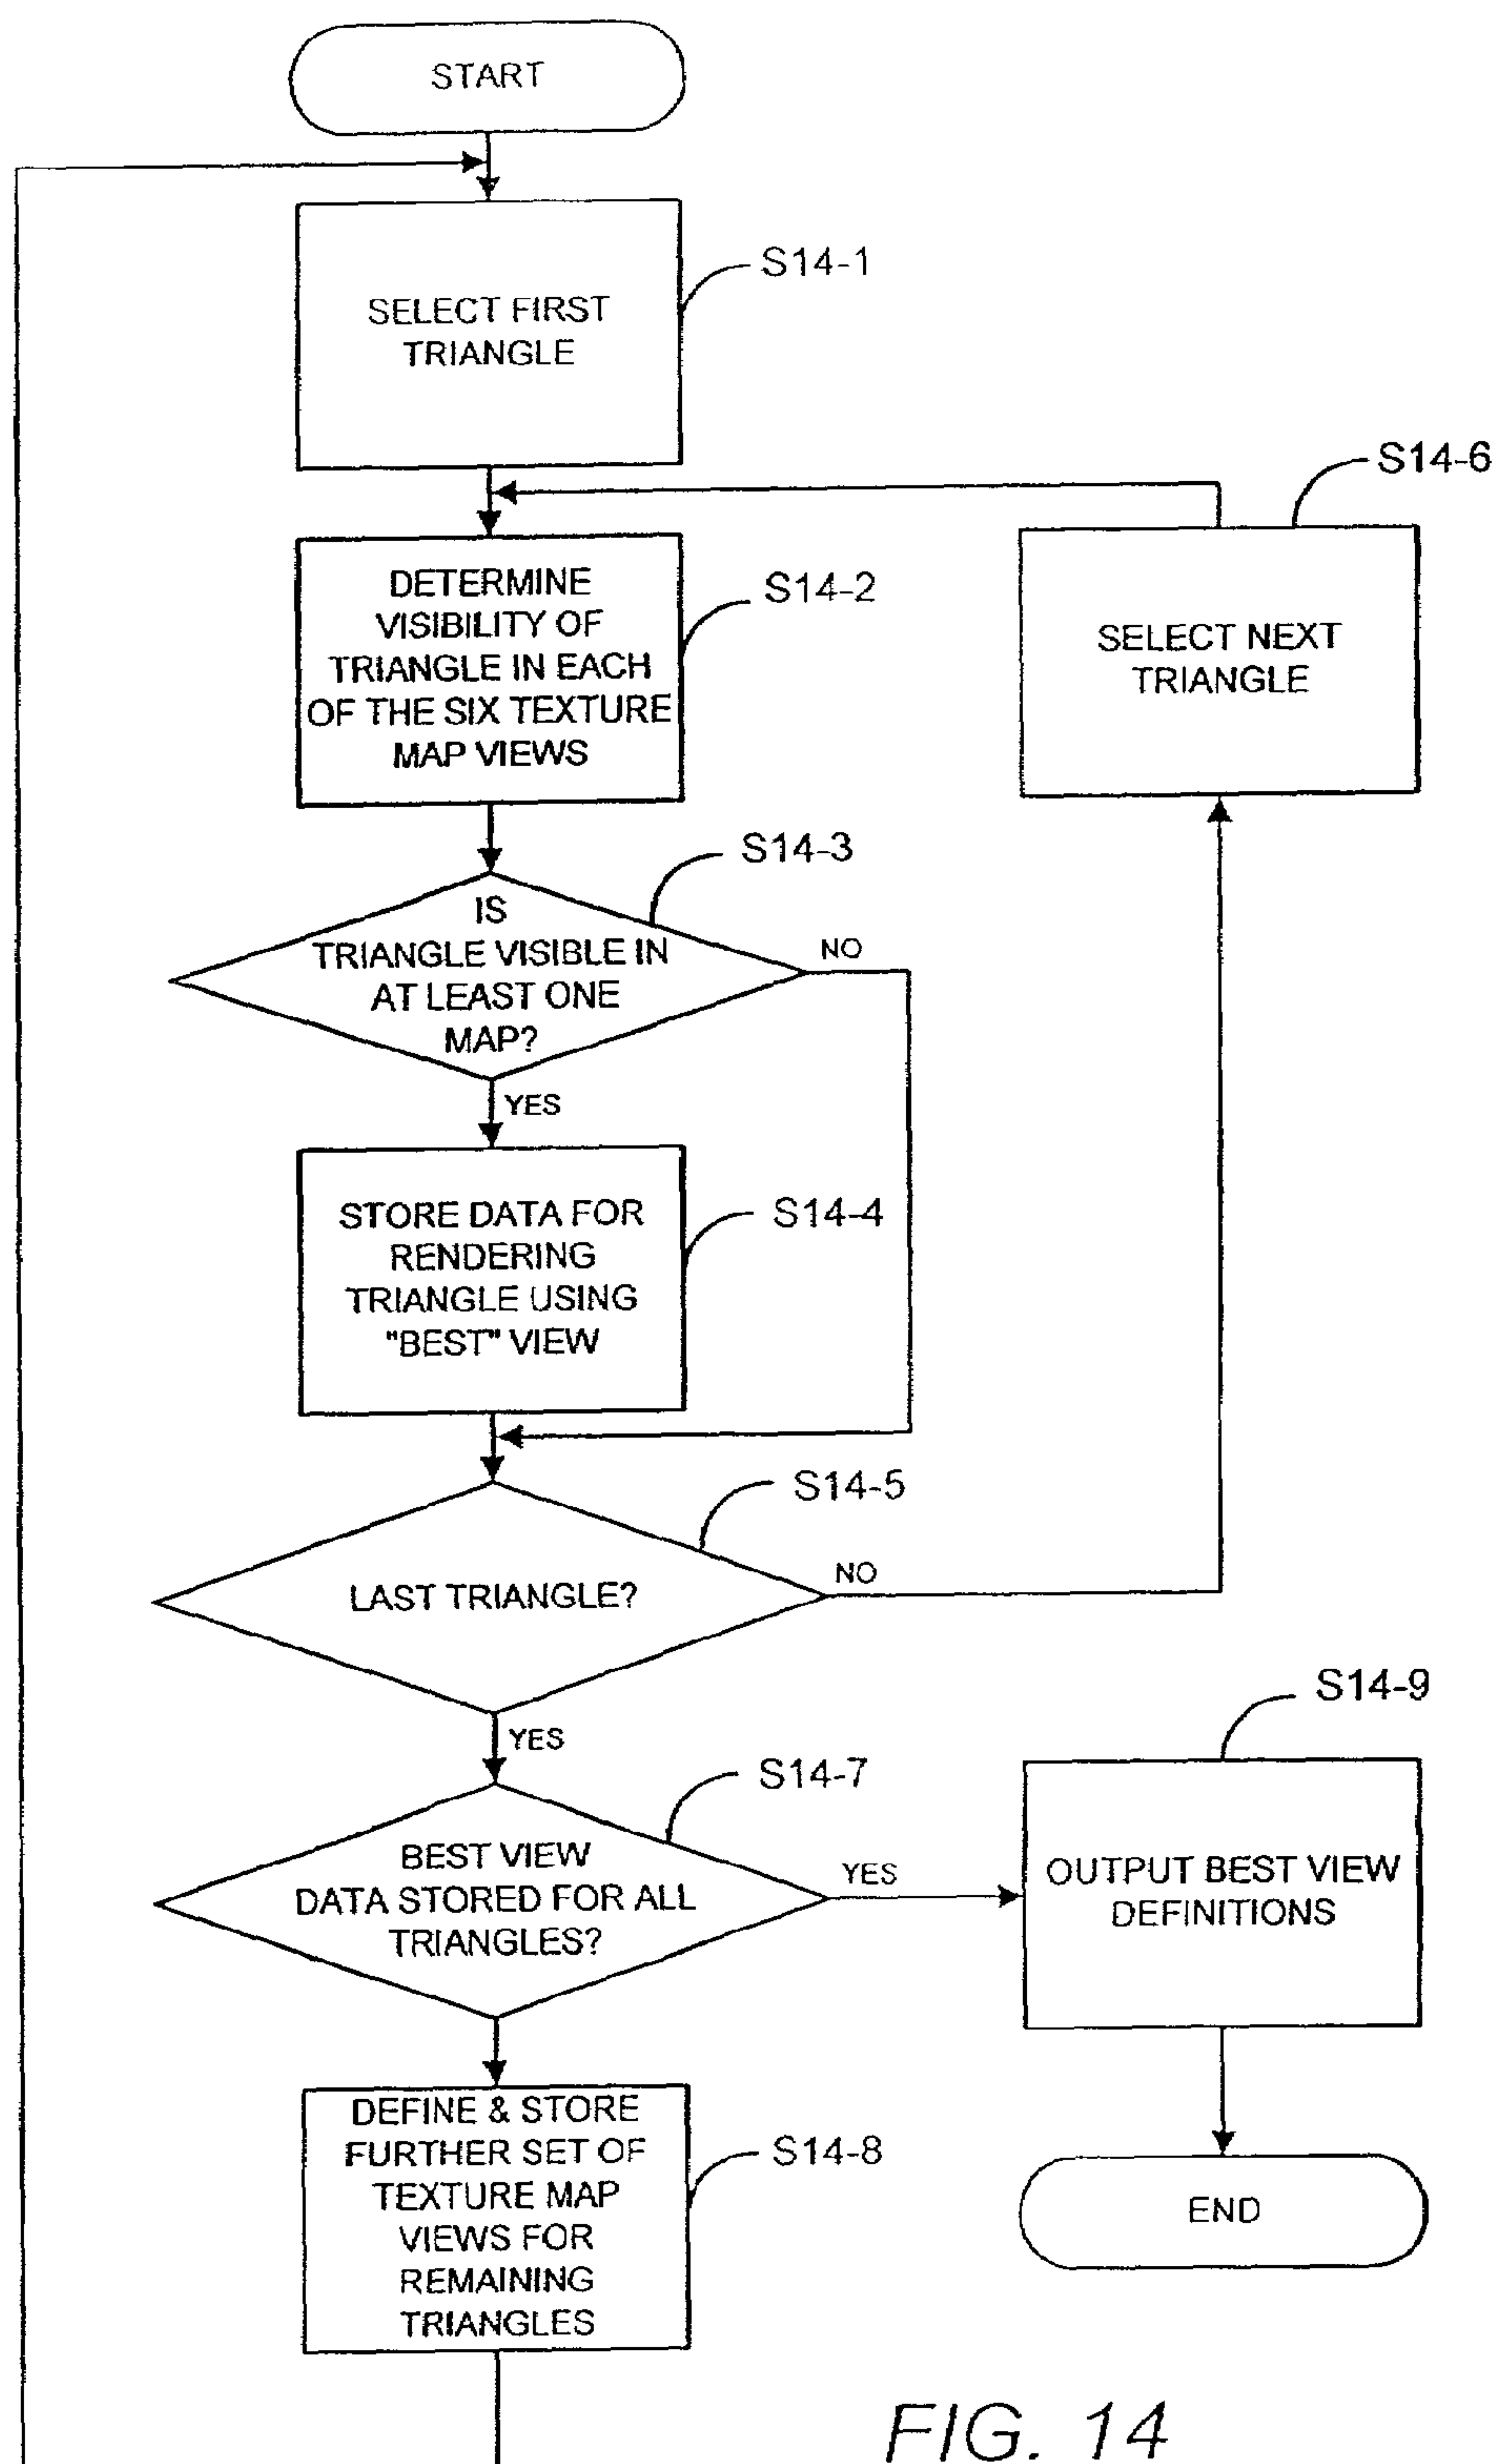 START
SELECT FIRST
TRIANGLE
S14-1
DETERMINE
VISIBILITY OF
TRIANGLE IN EACH
OF THE SIX TEXTURE
MAP VIEWS
S14-2
S14-6
SELECT NEXT
TRIANGLE
S14-3
IS
TRIANGLE VISIBLE IN
AT LEAST ONE
MAP?
NO
YES
STORE DATA FOR
RENDERING
TRIANGLE USING
"BEST" VIEW
S14-4
S14-5
LAST TRIANGLE?
NO
YES
S14-7
BEST VIEW
DATA STORED FOR ALL
TRIANGLES?
YES
S14-9
OUTPUT BEST VIEW
DEFINITIONS
DEFINE & STORE
FURTHER SET OF
TEXTURE MAP
VIEWS FOR
REMAINING
TRIANGLES
S14-8
END
FIG. 14